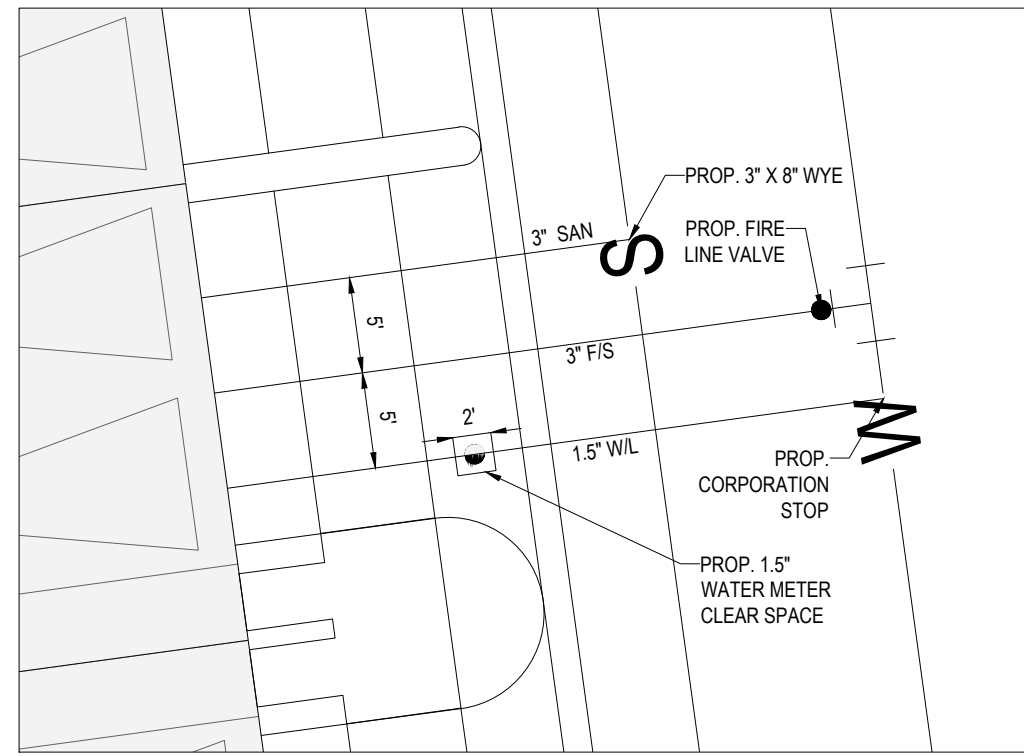 PROP. 3" X 8" WYE
3" SAN
S
PROP. FIRE
LINE VALVE
5'
3" F/S
5'
2'
1.5" W/L
W
PROP.
CORPORATION
STOP
PROP. 1.5"
WATER METER
CLEAR SPACE